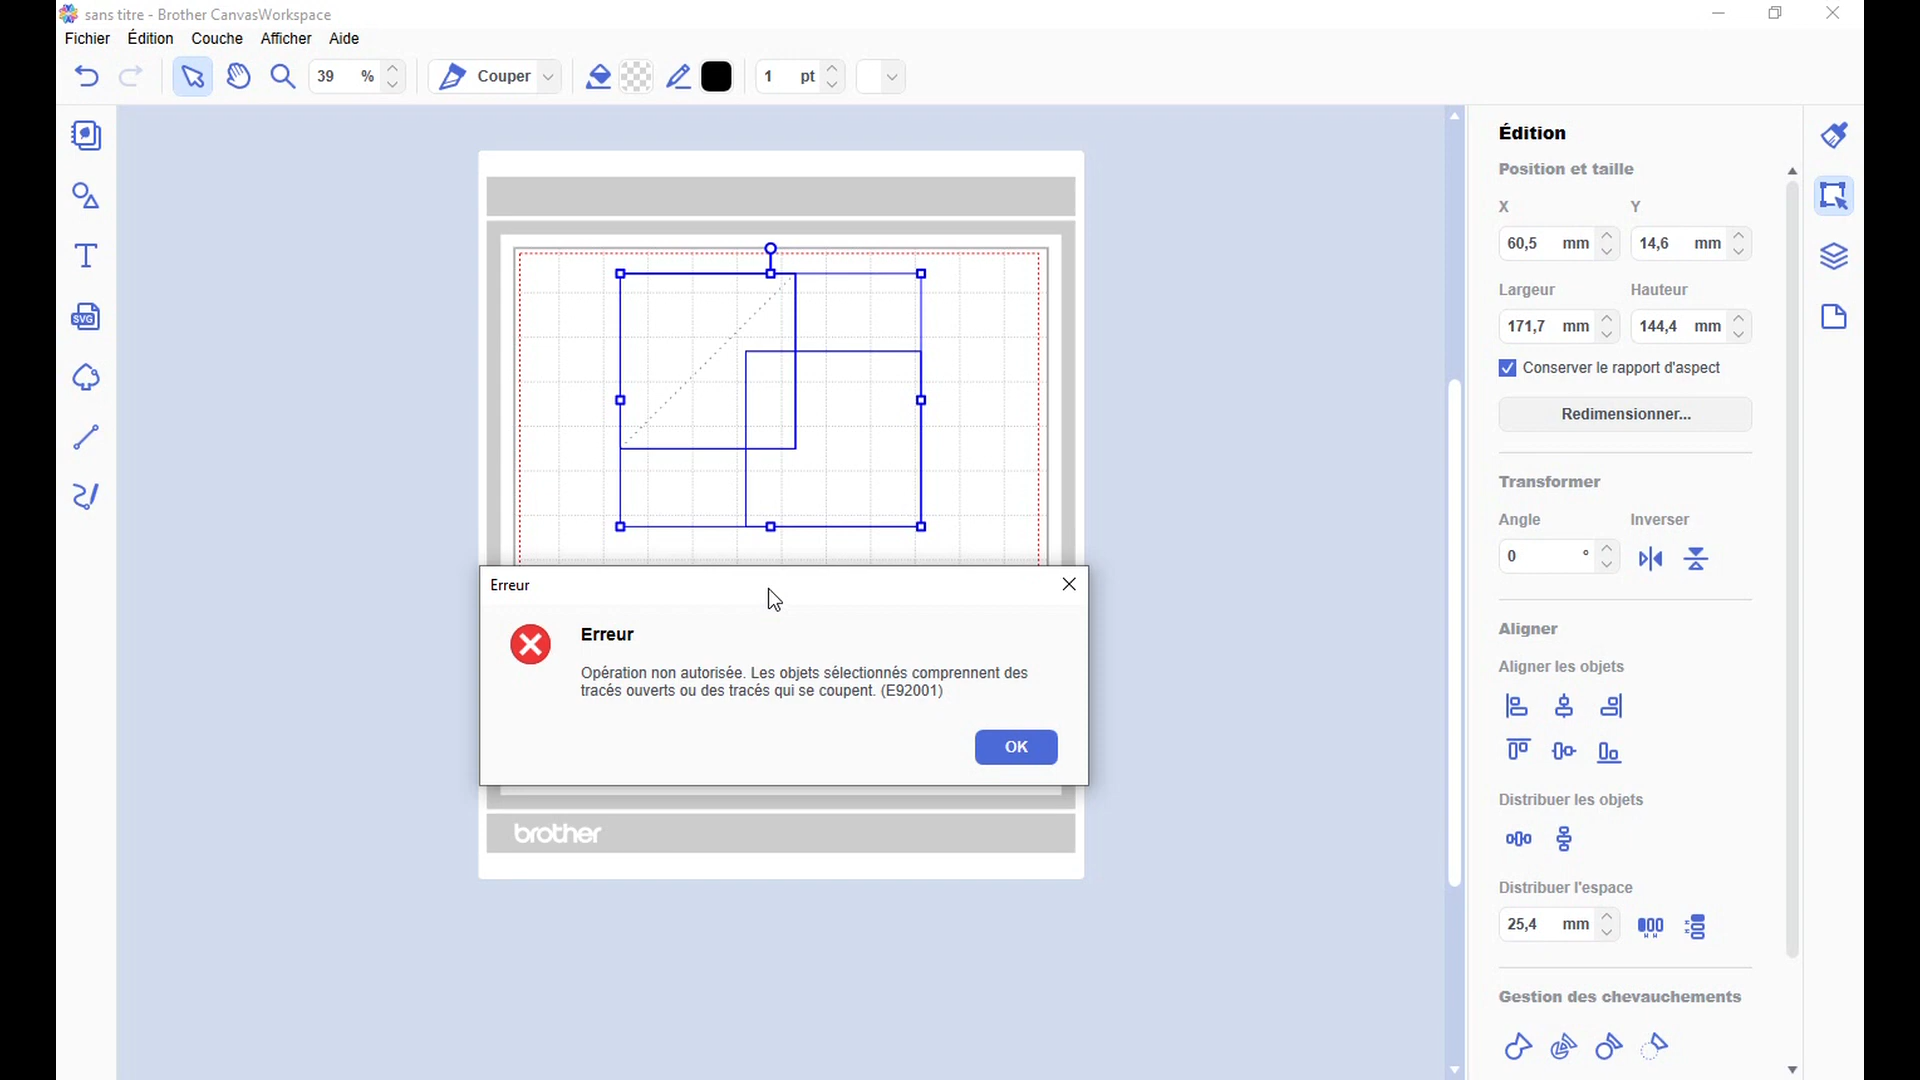 sans titre - Brother CanvasWorkspace
Fichier Édition Couche Afficher Aide
39 % Couper 1 pt
SVG
Édition
Position et taille
X Y
60,5 mm 14,6 mm
Largeur Hauteur
171,7 mm 144,4 mm
Conserver le rapport d'aspect
Redimensionner...
Transformer
Angle Inverser
0 °
Aligner
Aligner les objets
Distribuer les objets
Distribuer l'espace
25,4 mm
Gestion des chevauchements
Erreur
Erreur
Opération non autorisée. Les objets sélectionnés comprennent des
tracés ouverts ou des tracés qui se coupent. (E92001)
OK
brother